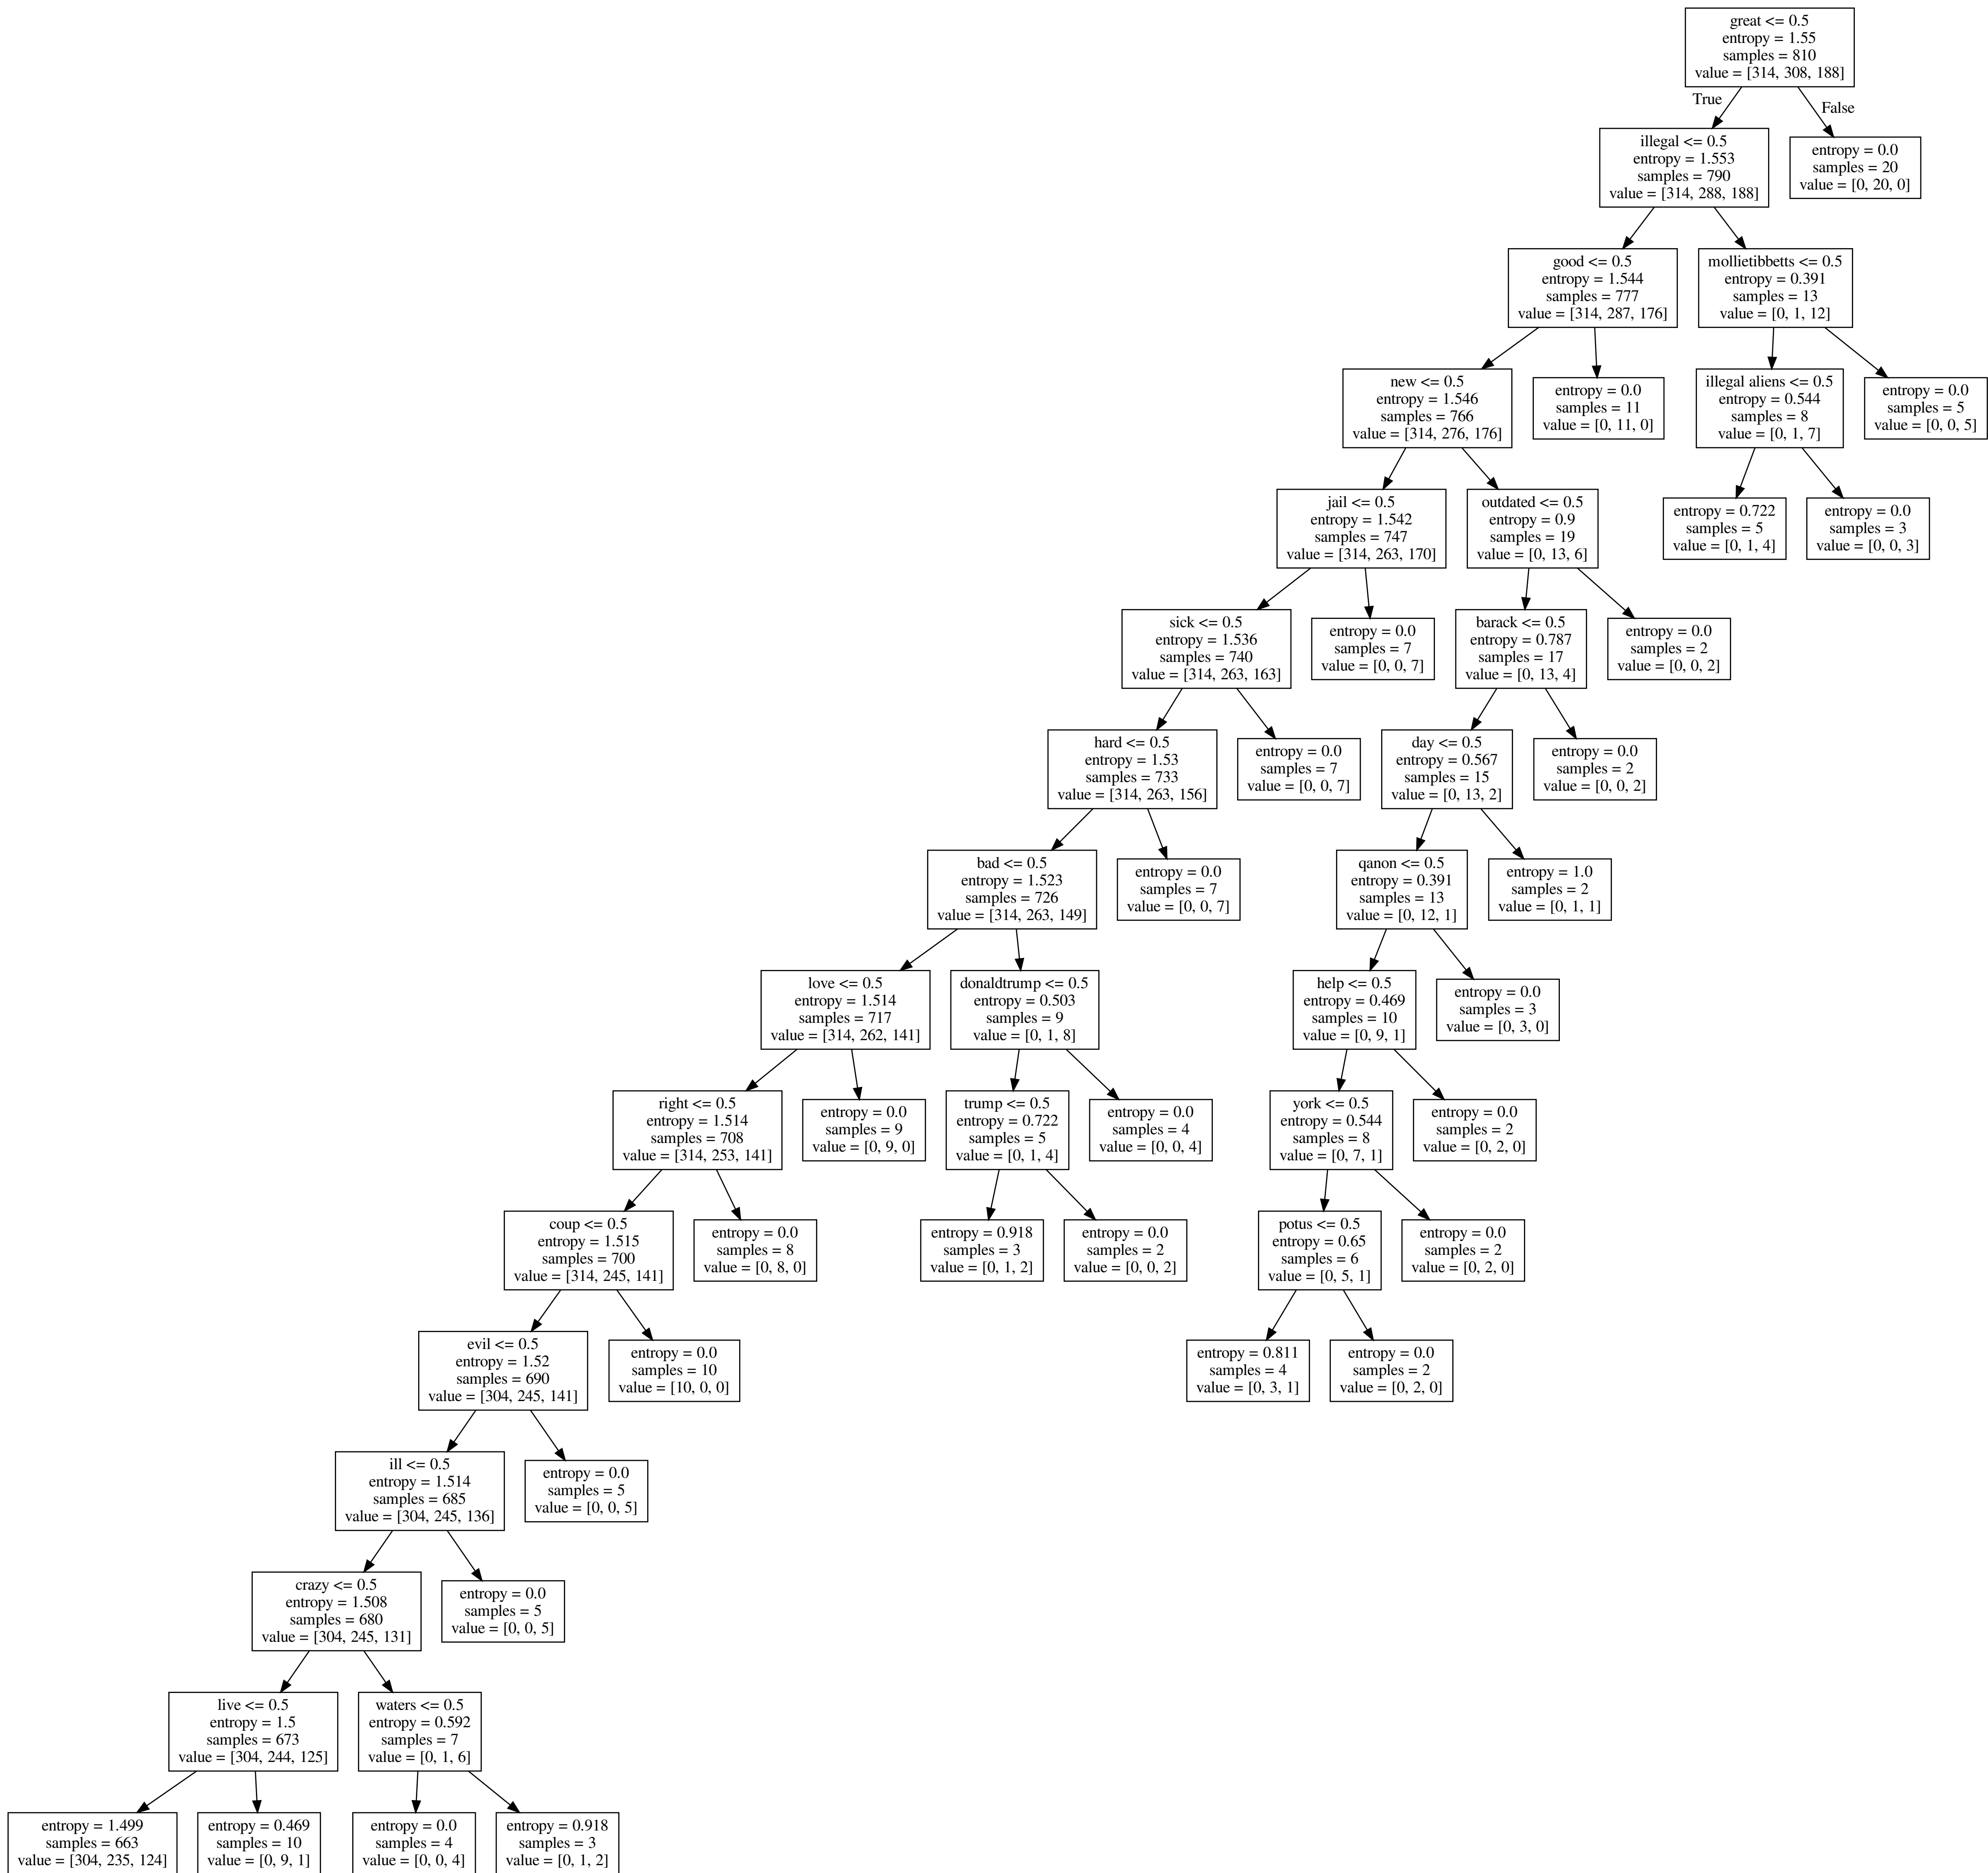 great <= 0.5
entropy = 1.55
samples = 810
value = [314, 308, 188]
True
False
illegal <= 0.5
entropy = 1.553
samples = 790
value = [314, 288, 188]
entropy = 0.0
samples = 20
value = [0, 20, 0]
good <= 0.5
entropy = 1.544
samples = 777
value = [314, 287, 176]
mollietibbetts <= 0.5
entropy = 0.391
samples = 13
value = [0, 1, 12]
new <= 0.5
entropy = 1.546
samples = 766
value = [314, 276, 176]
entropy = 0.0
samples = 11
value = [0, 11, 0]
illegal aliens <= 0.5
entropy = 0.544
samples = 8
value = [0, 1, 7]
entropy = 0.0
samples = 5
value = [0, 0, 5]
jail <= 0.5
entropy = 1.542
samples = 747
value = [314, 263, 170]
outdated <= 0.5
entropy = 0.9
samples = 19
value = [0, 13, 6]
entropy = 0.722
samples = 5
value = [0, 1, 4]
entropy = 0.0
samples = 3
value = [0, 0, 3]
sick <= 0.5
entropy = 1.536
samples = 740
value = [314, 263, 163]
entropy = 0.0
samples = 7
value = [0, 0, 7]
barack <= 0.5
entropy = 0.787
samples = 17
value = [0, 13, 4]
entropy = 0.0
samples = 2
value = [0, 0, 2]
hard <= 0.5
entropy = 1.53
samples = 733
value = [314, 263, 156]
entropy = 0.0
samples = 7
value = [0, 0, 7]
day <= 0.5
entropy = 0.567
samples = 15
value = [0, 13, 2]
entropy = 0.0
samples = 2
value = [0, 0, 2]
bad <= 0.5
entropy = 1.523
samples = 726
value = [314, 263, 149]
entropy = 0.0
samples = 7
value = [0, 0, 7]
qanon <= 0.5
entropy = 0.391
samples = 13
value = [0, 12, 1]
entropy = 1.0
samples = 2
value = [0, 1, 1]
love <= 0.5
entropy = 1.514
samples = 717
value = [314, 262, 141]
donaldtrump <= 0.5
entropy = 0.503
samples = 9
value = [0, 1, 8]
help <= 0.5
entropy = 0.469
samples = 10
value = [0, 9, 1]
entropy = 0.0
samples = 3
value = [0, 3, 0]
right <= 0.5
entropy = 1.514
samples = 708
value = [314, 253, 141]
entropy = 0.0
samples = 9
value = [0, 9, 0]
trump <= 0.5
entropy = 0.722
samples = 5
value = [0, 1, 4]
entropy = 0.0
samples = 4
value = [0, 0, 4]
york <= 0.5
entropy = 0.544
samples = 8
value = [0, 7, 1]
entropy = 0.0
samples = 2
value = [0, 2, 0]
coup <= 0.5
entropy = 1.515
samples = 700
value = [314, 245, 141]
entropy = 0.0
samples = 8
value = [0, 8, 0]
entropy = 0.918
samples = 3
value = [0, 1, 2]
entropy = 0.0
samples = 2
value = [0, 0, 2]
potus <= 0.5
entropy = 0.65
samples = 6
value = [0, 5, 1]
entropy = 0.0
samples = 2
value = [0, 2, 0]
evil <= 0.5
entropy = 1.52
samples = 690
value = [304, 245, 141]
entropy = 0.0
samples = 10
value = [10, 0, 0]
entropy = 0.811
samples = 4
value = [0, 3, 1]
entropy = 0.0
samples = 2
value = [0, 2, 0]
ill <= 0.5
entropy = 1.514
samples = 685
value = [304, 245, 136]
entropy = 0.0
samples = 5
value = [0, 0, 5]
crazy <= 0.5
entropy = 1.508
samples = 680
value = [304, 245, 131]
entropy = 0.0
samples = 5
value = [0, 0, 5]
live <= 0.5
entropy = 1.5
samples = 673
value = [304, 244, 125]
waters <= 0.5
entropy = 0.592
samples = 7
value = [0, 1, 6]
entropy = 1.499
samples = 663
value = [304, 235, 124]
entropy = 0.469
samples = 10
value = [0, 9, 1]
entropy = 0.0
samples = 4
value = [0, 0, 4]
entropy = 0.918
samples = 3
value = [0, 1, 2]